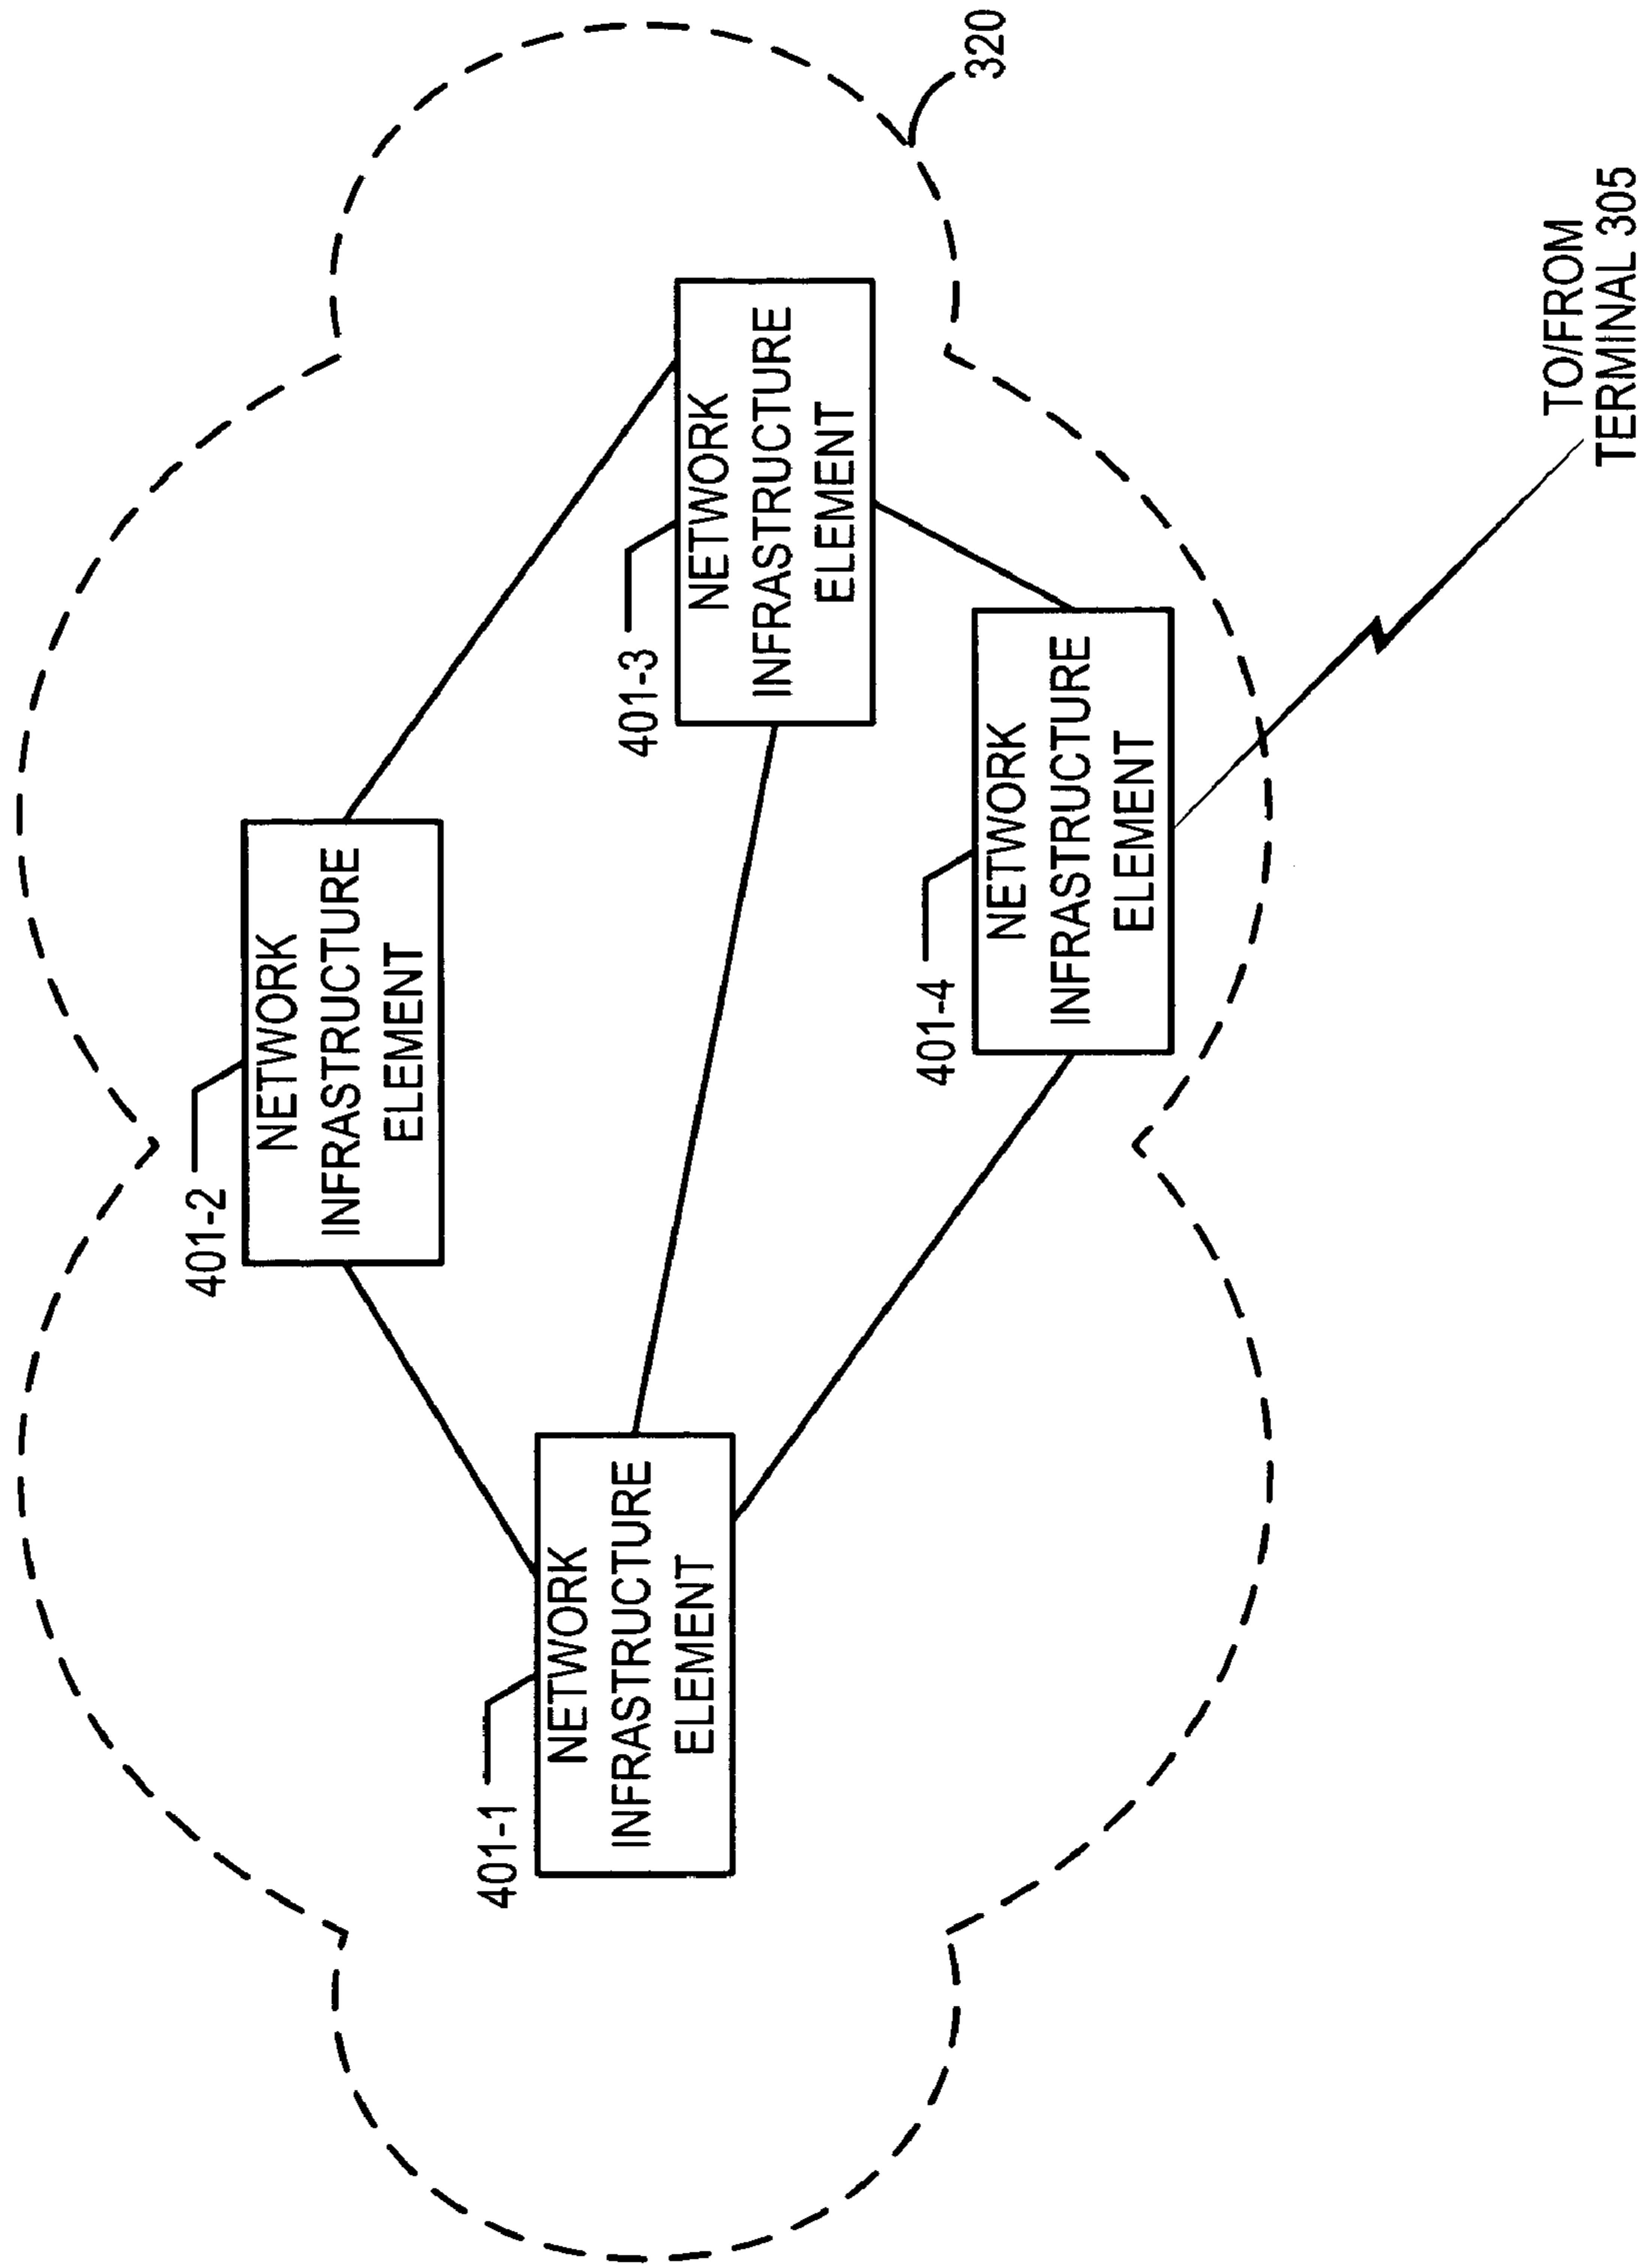 401-2
NETWORK
INFRASTRUCTURE
ELEMENT
401-1
NETWORK
INFRASTRUCTURE
ELEMENT
401-3
NETWORK
INFRASTRUCTURE
ELEMENT
401-4
NETWORK
INFRASTRUCTURE
ELEMENT
320
TO/FROM
TERMINAL 305